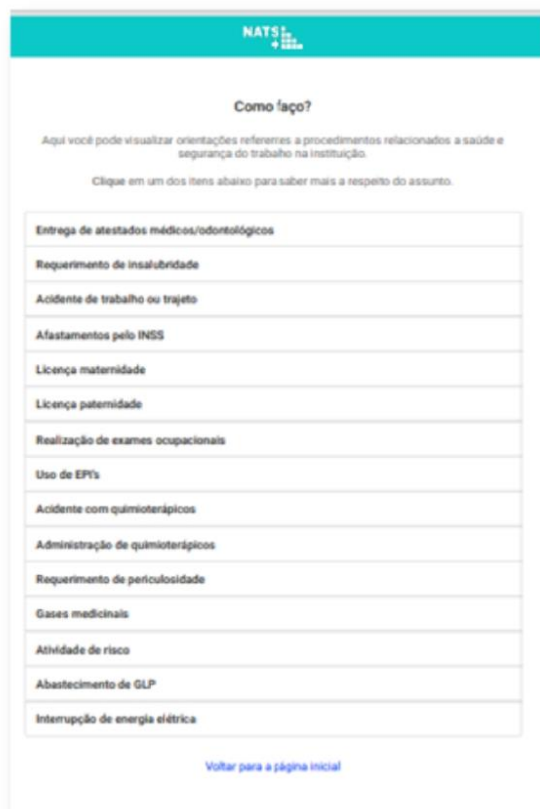 NATS
+
Como faço?
Aqui você pode visualizar orientações referentes a procedimentos relacionados a saúde e
segurança do trabalho na instituição.
Clique em um dos itens abaixo para saber mais a respeito do assunto.
Entrega de atestados médicos/odontológicos
Requerimento de insalubridade
Acidente de trabalho ou trajeto
Afastamentos pelo INSS
Licença maternidade
Licença paternidade
Realização de exames ocupacionais
Uso de EPI's
Acidente com quimioterápicos
Administração de quimioterápicos
Requerimento de periculosidade
Gases medicinais
Atividade de risco
Abastecimento de GLP
Interrupção de energia elétrica
Voltar para a página inicial